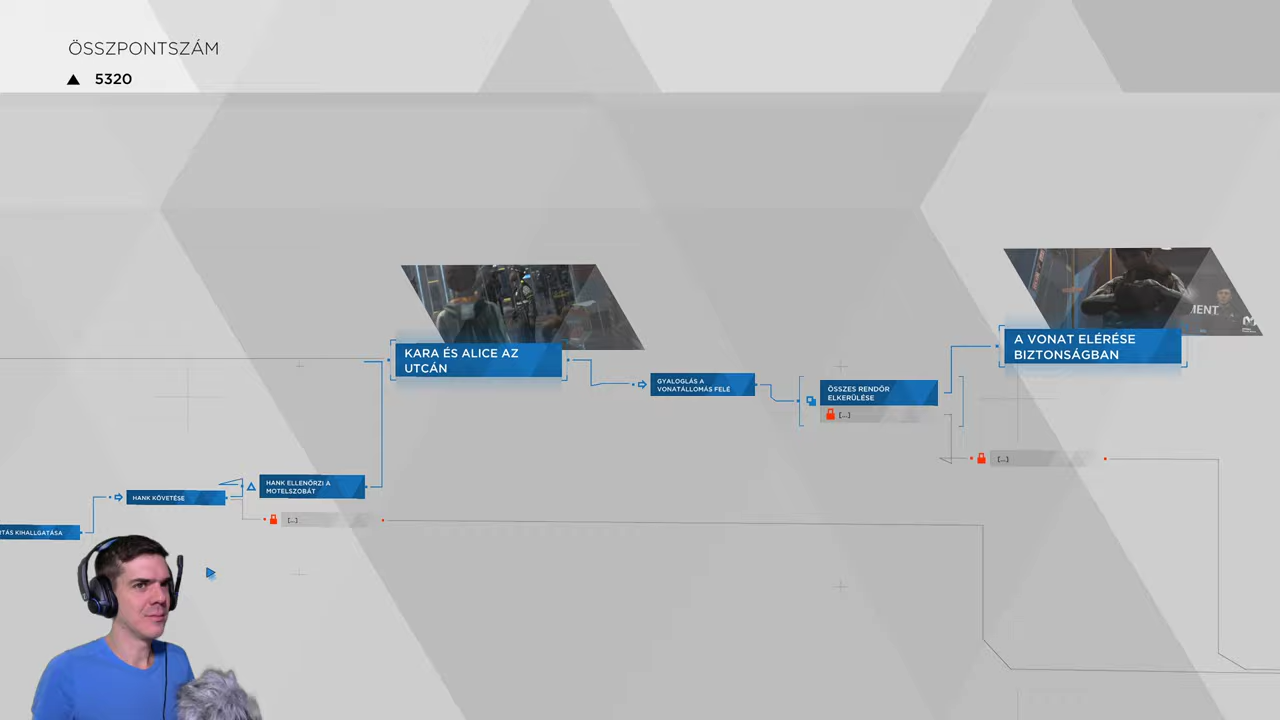 ÖSSZPONTSZÁM
5320
KARA ÉS ALICE AZ
UTCÁN
GYALOGLÁS A
VONATÁLLOMÁS FELÉ
ÖSSZES RENDŐR
ELKERÜLÉSE
[...]
MENT
A VONAT ELÉRÉSE
BIZTONSÁGBAN
[...]
HANK ELLENŐRZI A
MOTELSZOBÁT
HANK KÖVETÉSE
[...]
RTÁS KIHALLGATÁSA